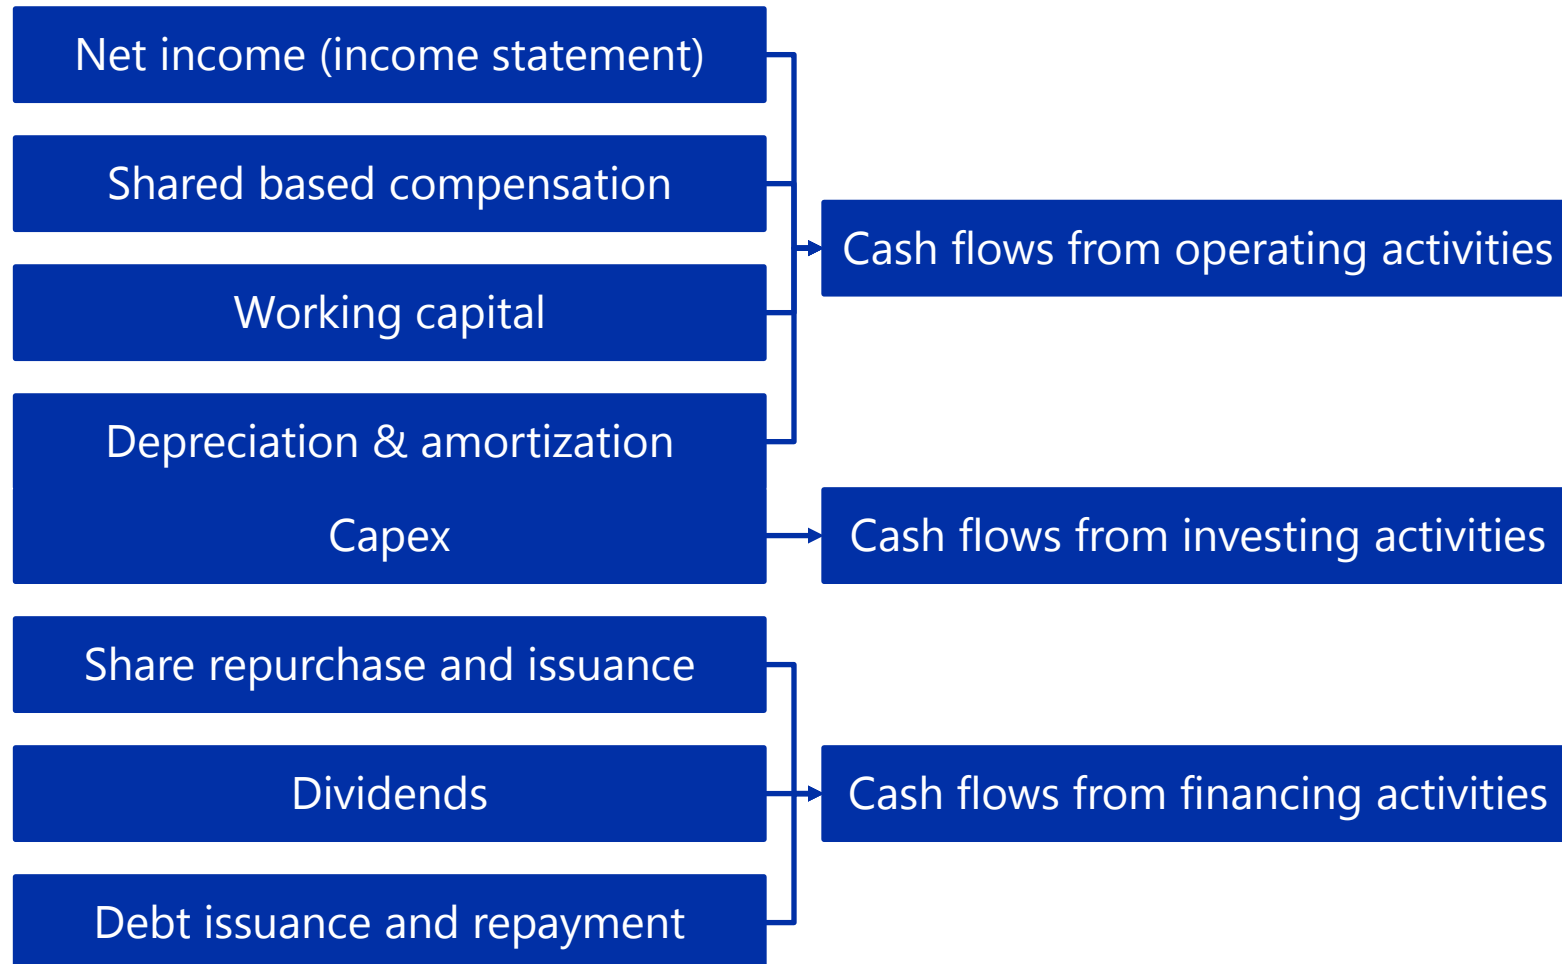 Net income (income statement)
Shared based compensation
Working capital
Depreciation & amortization
Capex
Share repurchase and issuance
Dividends
Debt issuance and repayment
Cash flows from operating activities
Cash flows from investing activities
Cash flows from financing activities